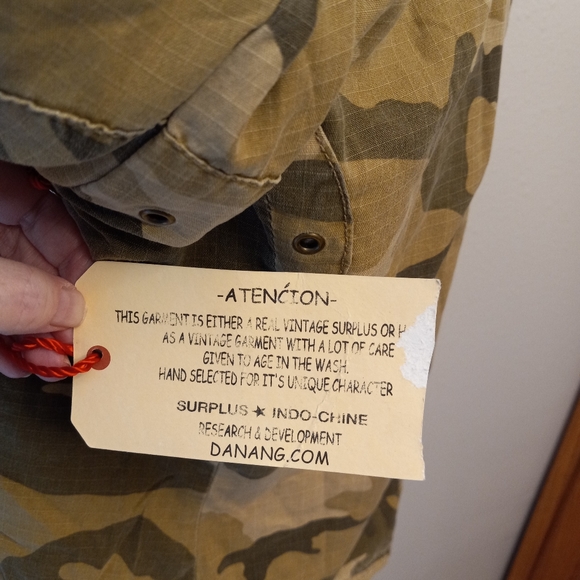 -ATENĆION-
THIS GARMENT IS EITHER A REAL VINTAGE SURPLUS OR
AS A VINTAGE GARMENT WITH A LOT OF CARE
GIVEN TO AGE IN THE WASH.
HAND SELECTED FOR IT'S UNIQUE CHARACTER
SURPLUS ★ INDO-CHINE
RESEARCH & DEVELOPMENT
DANANG.COM